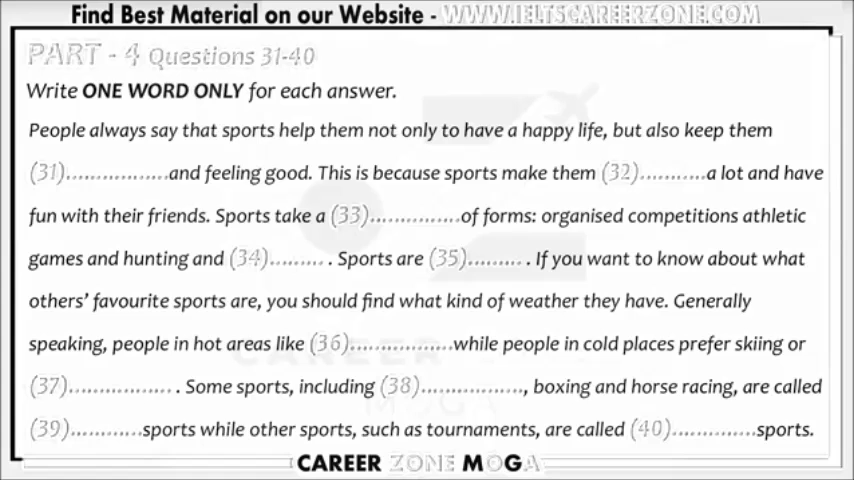 Find Best Material on our Website - WWW.IELTSCAREERZONE.COM
PART - 4 Questions 31-40
Write ONE WORD ONLY for each answer.
People always say that sports help them not only to have a happy life, but also keep them
(31)..................and feeling good. This is because sports make them (32)...........a lot and have
fun with their friends. Sports take a (33)................of forms: organised competitions athletic
games and hunting and (34)......... . Sports are (35)......... . If you want to know about what
others’ favourite sports are, you should find what kind of weather they have. Generally
speaking, people in hot areas like (36)..................while people in cold places prefer skiing or
(37).................. . Some sports, including (38).................., boxing and horse racing, are called
(39)............sports while other sports, such as tournaments, are called (40)..............sports.
CAREER
MOGA
CAREER ZONE MOGA